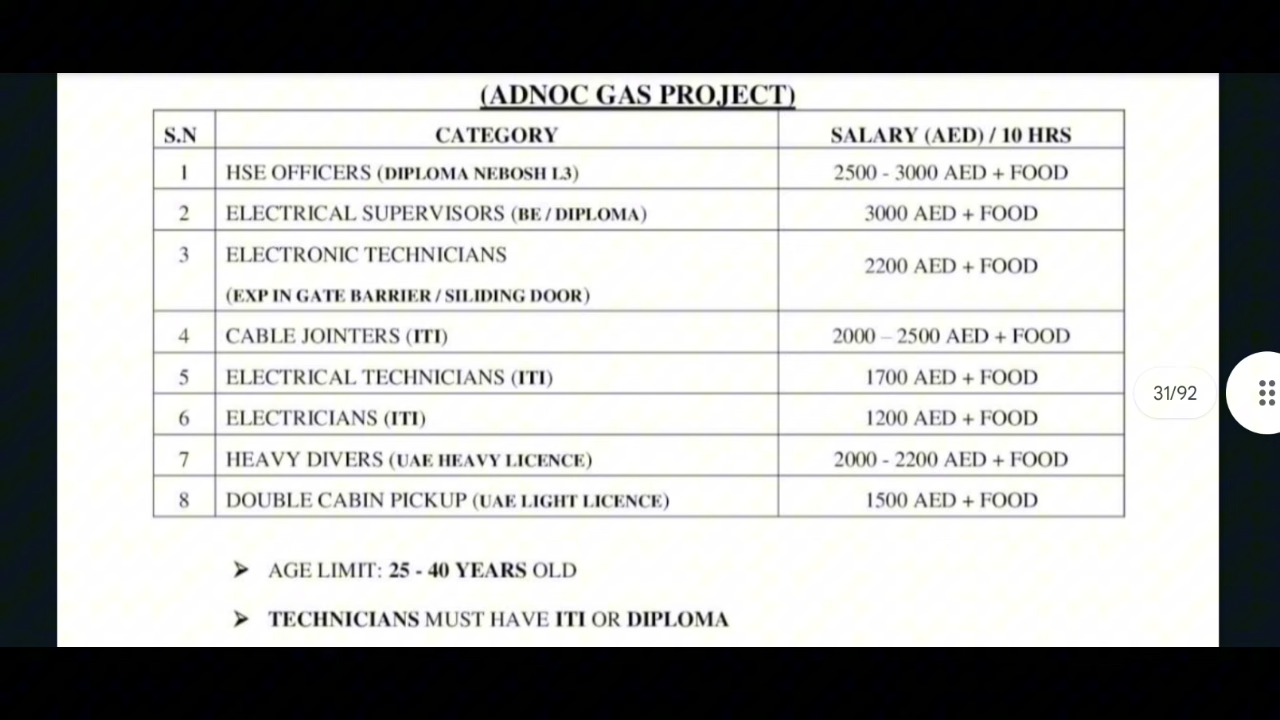 (ADNOC GAS PROJECT)
S.N CATEGORY SALARY (AED) / 10 HRS
1 HSE OFFICERS (DIPLOMA NEBOSH L3) 2500 - 3000 AED + FOOD
2 ELECTRICAL SUPERVISORS (BE / DIPLOMA) 3000 AED + FOOD
3 ELECTRONIC TECHNICIANS 2200 AED + FOOD
(EXP IN GATE BARRIER / SILIDING DOOR)
4 CABLE JOINTERS (ITI) 2000 – 2500 AED + FOOD
5 ELECTRICAL TECHNICIANS (ITI) 1700 AED + FOOD
6 ELECTRICIANS (ITI) 1200 AED + FOOD
7 HEAVY DIVERS (UAE HEAVY LICENCE) 2000 - 2200 AED + FOOD
8 DOUBLE CABIN PICKUP (UAE LIGHT LICENCE) 1500 AED + FOOD
31/92
➢ AGE LIMIT: 25 - 40 YEARS OLD
➢ TECHNICIANS MUST HAVE ITI OR DIPLOMA